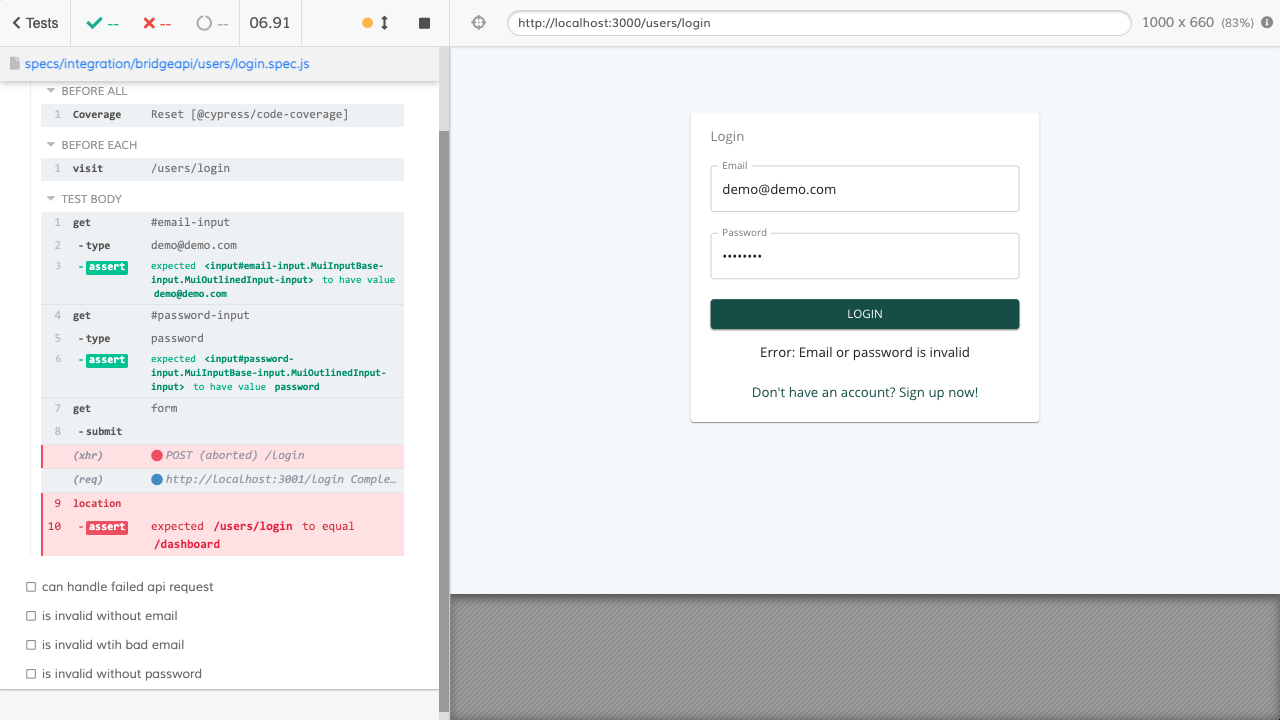 Tests
--
--
--
06.91
specs/integration/bridgeapi/users/login.spec.js
BEFORE ALL
1 Coverage Reset [@cypress/code-coverage]
BEFORE EACH
1 visit /users/login
TEST BODY
1 get #email-input
2 - type demo@demo.com
3 - assert expected <input#email-input.MuiInputBase-
input.MuiOutlinedInput-input> to have value
demo@demo.com
4 get #password-input
5 - type password
6 - assert expected <input#password-
input.MuiInputBase-input.MuiOutlinedInput-
input> to have value password
7 get form
8 - submit
(xhr) POST (aborted) /login
(req) http://localhost:3001/login Comple…
9 location
10 - assert expected /users/login to equal
/dashboard
can handle failed api request
is invalid without email
is invalid wtih bad email
is invalid without password
http://localhost:3000/users/login
1000 x 660 (83%)
Login
Email
demo@demo.com
Password
••••••••
LOGIN
Error: Email or password is invalid
Don't have an account? Sign up now!